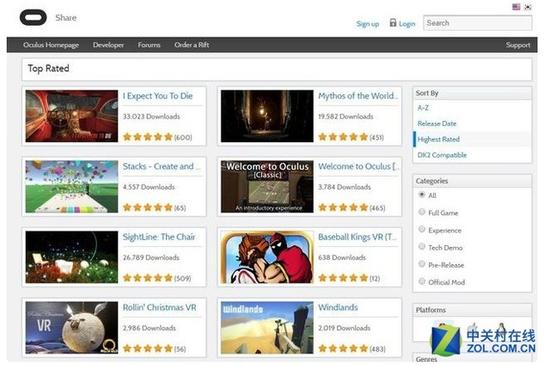 Share
Sign up
Login
Search
Oculus Homepage
Developer
Forums
Order a Rift
Support
Top Rated
I Expect You To Die
33.023 Downloads
(600)
Mythos of the World...
19.582 Downloads
(451)
Stacks - Create and ...
4.557 Downloads
(65)
Welcome to Oculus
[Classic]
An introductory experience
Welcome to Oculus [...
3.784 Downloads
(465)
SightLine: The Chair
26.789 Downloads
(509)
Baseball Kings VR (T...
638 Downloads
(12)
Rollin' Christmas
VR
Rollin' Christmas VR
2.986 Downloads
(56)
Windlands
Windlands
2.019 Downloads
(483)
Sort By
A-Z
Release Date
Highest Rated
DK2 Compatible
Categories
All
Full Game
Experience
Tech Demo
Pre-Release
Official Mod
Platforms
Genres
中关村在线
ZOL.COM.CN